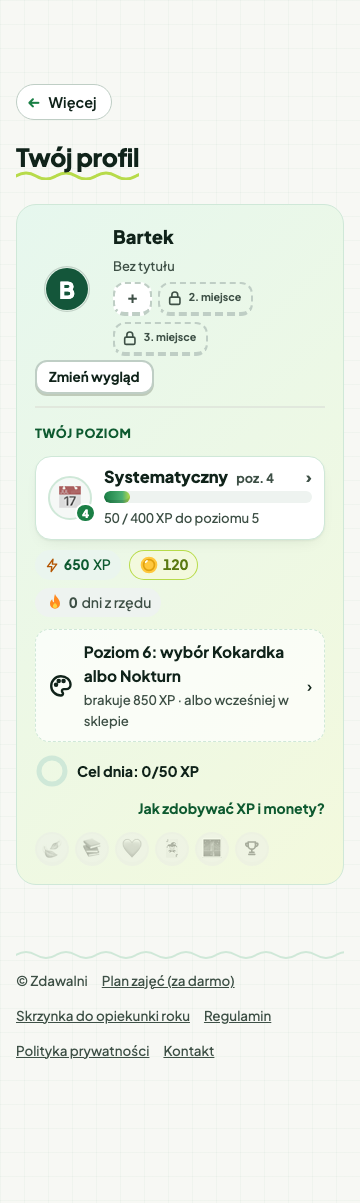 ← Więcej
Twój profil
B
Bartek
Bez tytułu
+
2. miejsce
3. miejsce
Zmień wygląd
TWÓJ POZIOM
17
4
Systematyczny poz. 4 ›
50 / 400 XP do poziomu 5
650 XP
120
0 dni z rzędu
Poziom 6: wybór Kokardka
albo Nokturn
brakuje 850 XP · albo wcześniej w
sklepie
›
Cel dnia: 0/50 XP
Jak zdobywać XP i monety?
© Zdawalni Plan zajęć (za darmo)
Skrzynka do opiekunki roku Regulamin
Polityka prywatności Kontakt